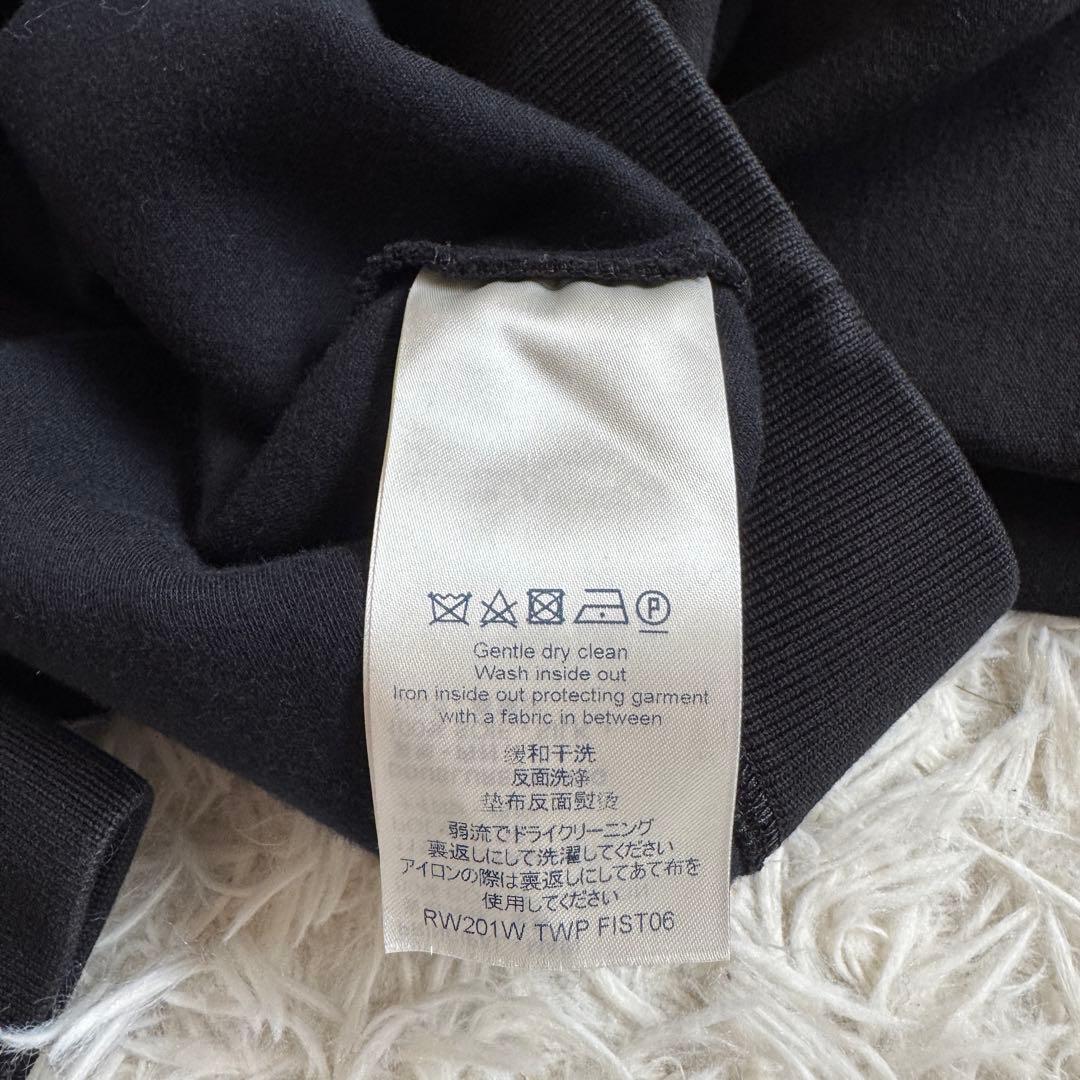 P
Gentle dry clean
Wash inside out
Iron inside out protecting garment
with a fabric in between
缓和干洗
反面洗涤
垫布反面熨烫
弱流でドライクリーニング
裏返しにして洗濯してください
アイロンの際は裏返しにしてあて布を
使用してください
RW201W TWP FIST06